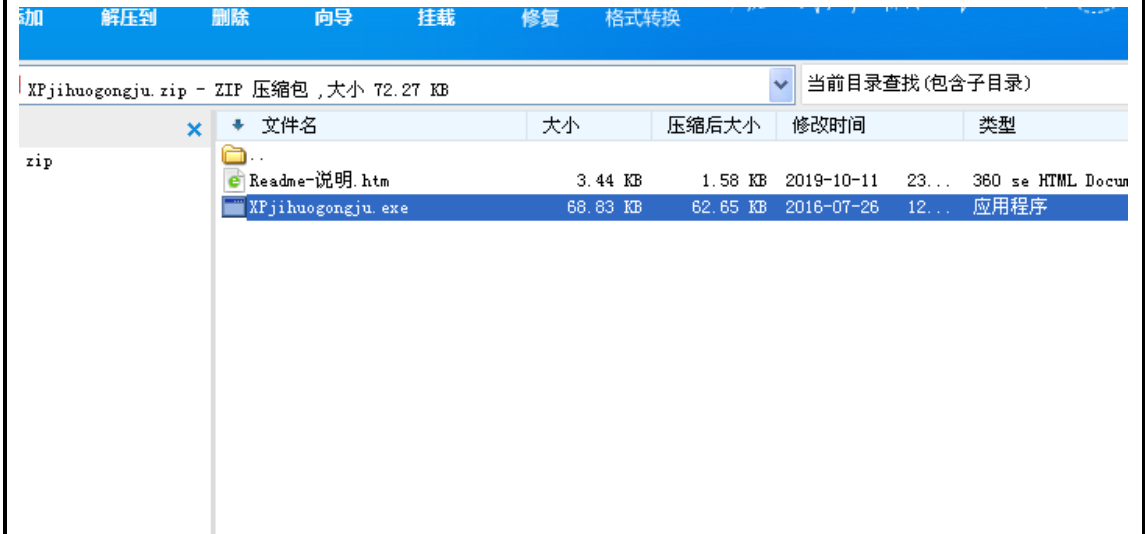 添加 解压到 删除 向导 挂载 修复 格式转换
XPjihuogongju.zip - ZIP 压缩包 ,大小 72.27 KB 当前目录查找(包含子目录)
文件名 大小 压缩后大小 修改时间 类型
zip ..
Readme-说明.htm 3.44 KB 1.58 KB 2019-10-11 23... 360 se HTML Docum
XPjihuogongju.exe 68.83 KB 62.65 KB 2016-07-26 12... 应用程序